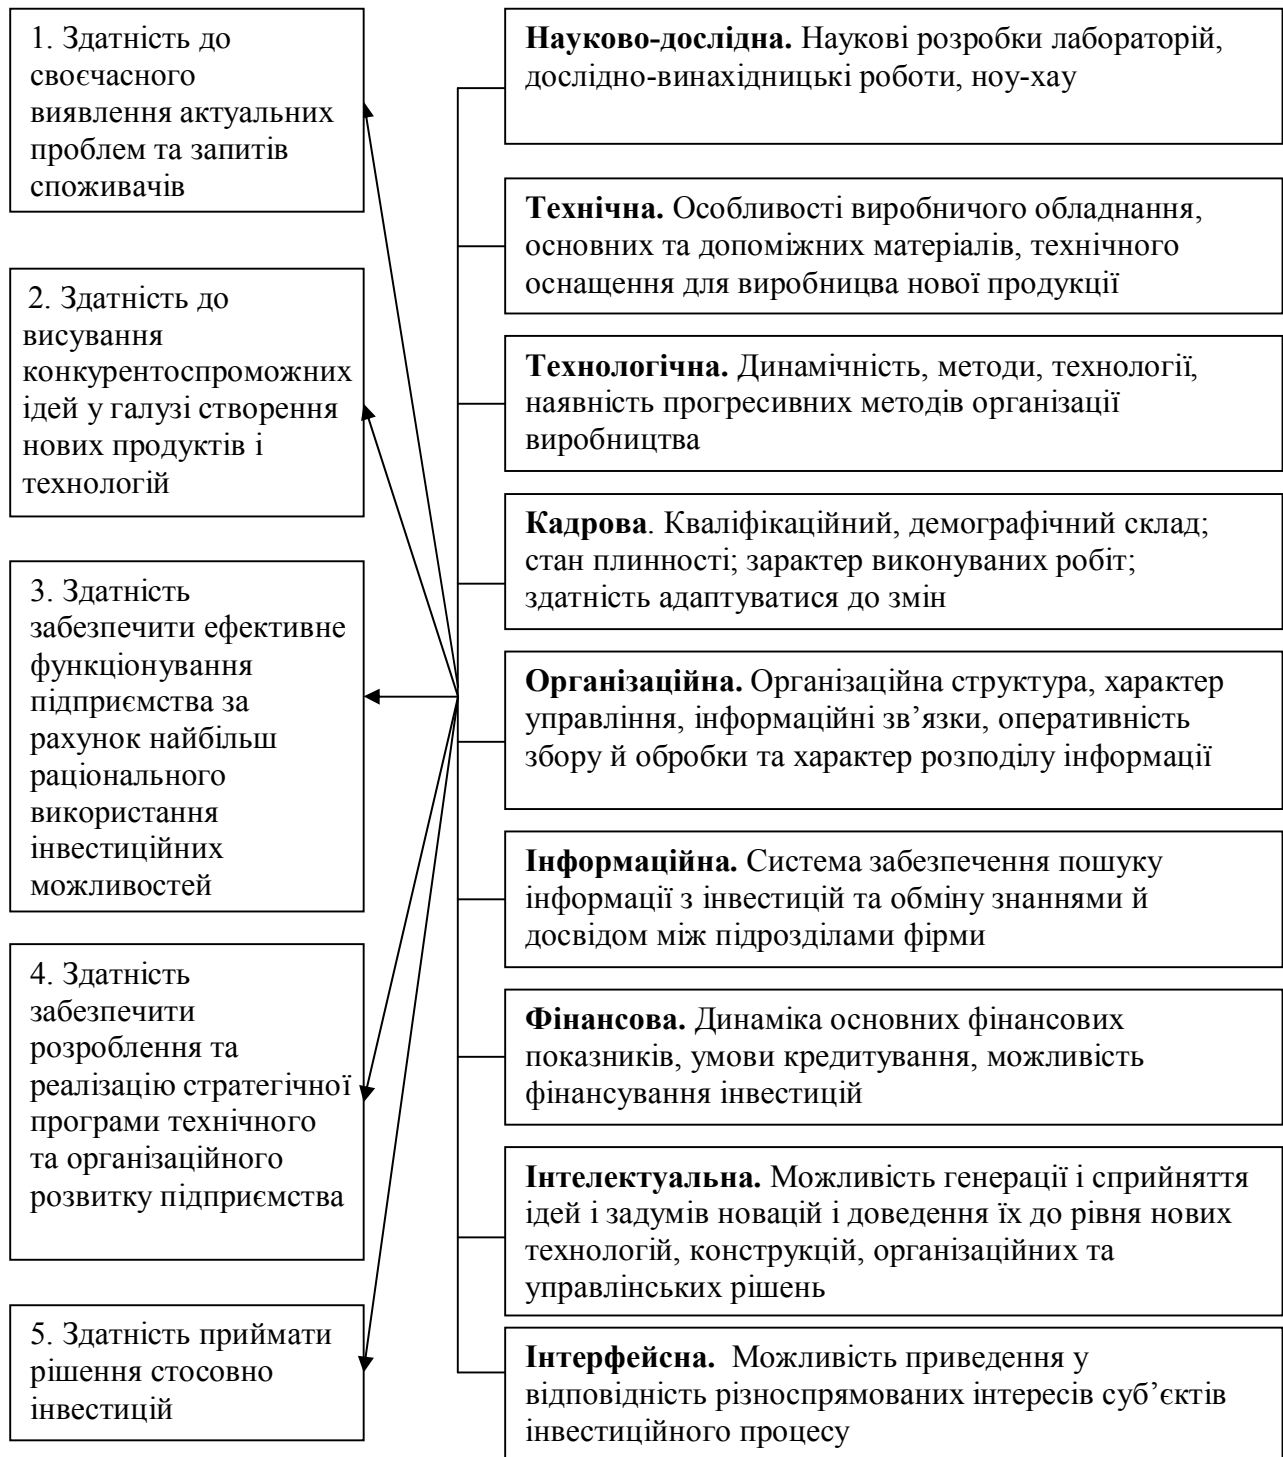 1. Здатність до
своєчасного
виявлення актуальних
проблем та запитів
споживачів
2. Здатність до
висування
конкурентоспроможних
ідей у галузі створення
нових продуктів і
технологій
3. Здатність
забезпечити ефективне
функціонування
підприємства за
рахунок найбільш
раціонального
використання
інвестиційних
можливостей
4. Здатність
забезпечити
розроблення та
реалізацію стратегічної
програми технічного
та організаційного
розвитку підприємства
5. Здатність приймати
рішення стосовно
інвестицій
Науково-дослідна. Наукові розробки лабораторій,
дослідно-винахідницькі роботи, ноу-хау
Технічна. Особливості виробничого обладнання,
основних та допоміжних матеріалів, технічного
оснащення для виробницва нової продукції
Технологічна. Динамічність, методи, технології,
наявність прогресивних методів організації
виробництва
Кадрова. Кваліфікаційний, демографічний склад;
стан плинності; зарактер виконуваних робіт;
здатність адаптуватися до змін
Організаційна. Організаційна структура, характер
управління, інформаційні зв’язки, оперативність
збору й обробки та характер розподілу інформації
Інформаційна. Система забезпечення пошуку
інформації з інвестицій та обміну знаннями й
досвідом між підрозділами фірми
Фінансова. Динаміка основних фінансових
показників, умови кредитування, можливість
фінансування інвестицій
Інтелектуальна. Можливість генерації і сприйняття
ідей і задумів новацій і доведення їх до рівня нових
технологій, конструкцій, організаційних та
управлінських рішень
Інтерфейсна. Можливість приведення у
відповідність різноспрямованих інтересів суб’єктів
інвестиційного процесу